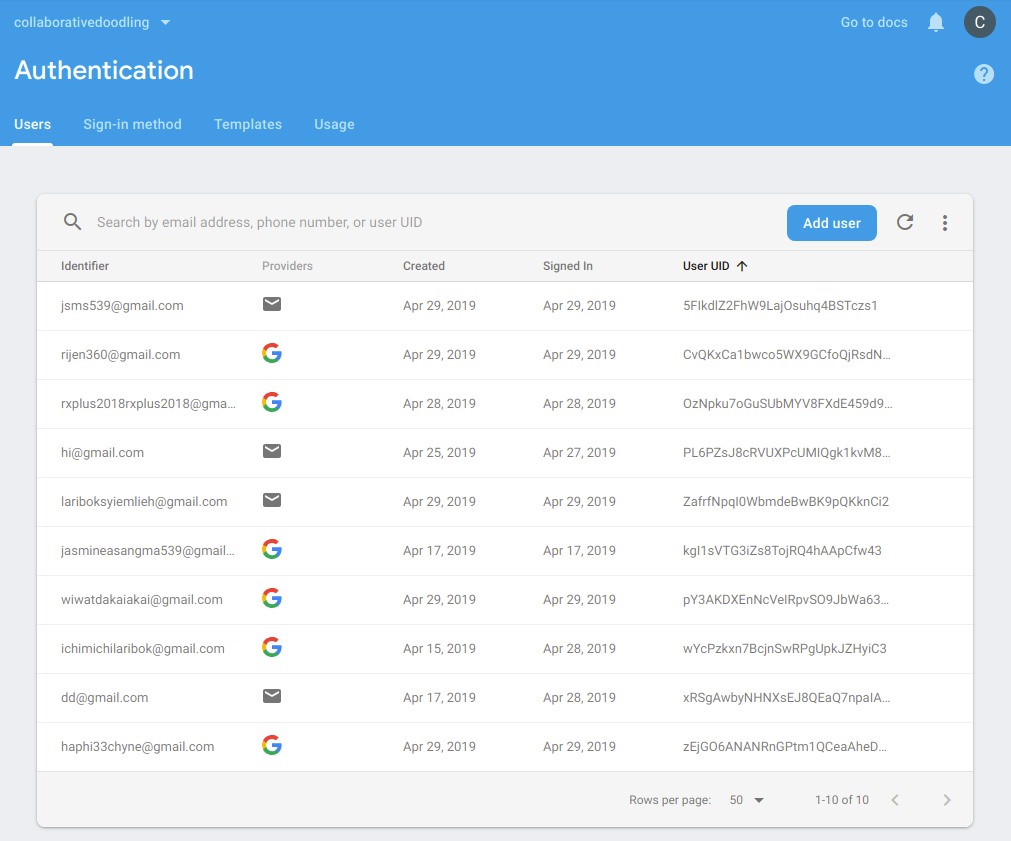 collaborativedoodling Go to docs C
Authentication
Users Sign-in method Templates Usage
Search by email address, phone number, or user UID Add user
Identifier Providers Created Signed In User UID
jsms539@gmail.com Apr 29, 2019 Apr 29, 2019 5FIkdlZ2FhW9LajOsuhq4BSTczs1
rijen360@gmail.com Apr 29, 2019 Apr 29, 2019 CvQKxCa1bwco5WX9GCfoQjRsdN...
rxplus2018rxplus2018@gma... Apr 28, 2019 Apr 28, 2019 OzNpku7oGuSUbMYV8FXdE459d9...
hi@gmail.com Apr 25, 2019 Apr 27, 2019 PL6PZsJ8cRVUXPcUMIQgk1kvM8...
lariboksyiemlieh@gmail.com Apr 29, 2019 Apr 29, 2019 ZafrfNpqI0WbmdeBwBK9pQKknCi2
jasmineasangma539@gmail... Apr 17, 2019 Apr 17, 2019 kgI1sVTG3iZs8TojRQ4hAApCfw43
wiwatdakaiakai@gmail.com Apr 29, 2019 Apr 29, 2019 pY3AKDXEnNcVeIRpvSO9JbWa63...
ichimichilaribok@gmail.com Apr 15, 2019 Apr 28, 2019 wYcPzkxn7BcjnSwRPgUpkJZHyiC3
dd@gmail.com Apr 17, 2019 Apr 28, 2019 xRSgAwbyNHNXsEJ8QEaQ7npaIA...
haphi33chyne@gmail.com Apr 29, 2019 Apr 29, 2019 zEjGO6ANANRnGPtm1QCeaAheD...
Rows per page: 50 1-10 of 10